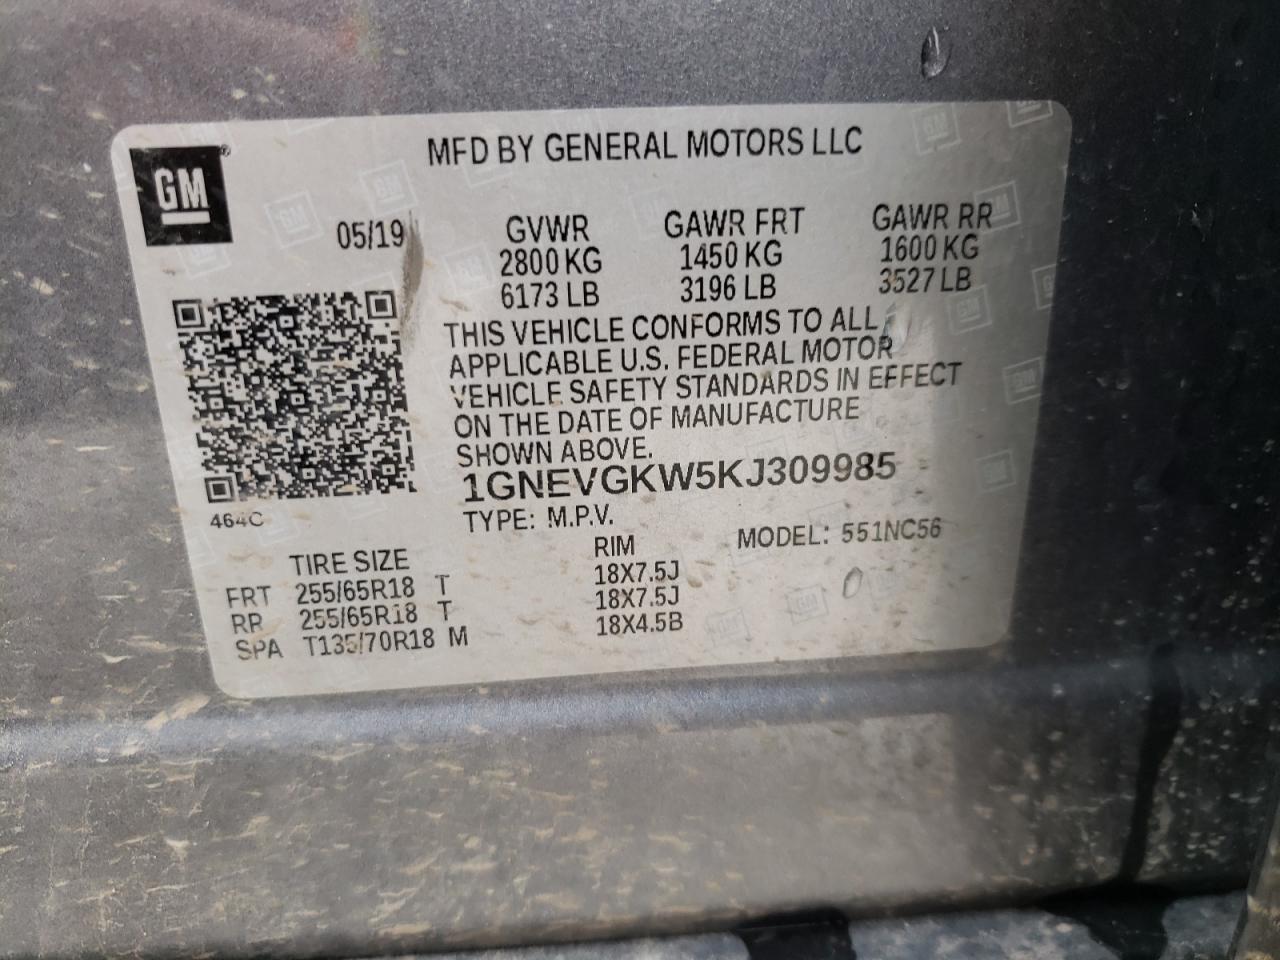 MFD BY GENERAL MOTORS LLC
GM
05/19
GVWR GAWR FRT GAWR RR
2800 KG 1450 KG 1600 KG
6173 LB 3196 LB 3527 LB
THIS VEHICLE CONFORMS TO ALL
APPLICABLE U.S. FEDERAL MOTOR
VEHICLE SAFETY STANDARDS IN EFFECT
ON THE DATE OF MANUFACTURE
SHOWN ABOVE.
1GNEVGKW5KJ309985
464C
TYPE: M.P.V. MODEL: 551NC56
TIRE SIZE RIM
FRT 255/65R18 T 18X7.5J
RR 255/65R18 T 18X7.5J
SPA T135/70R18 M 18X4.5B